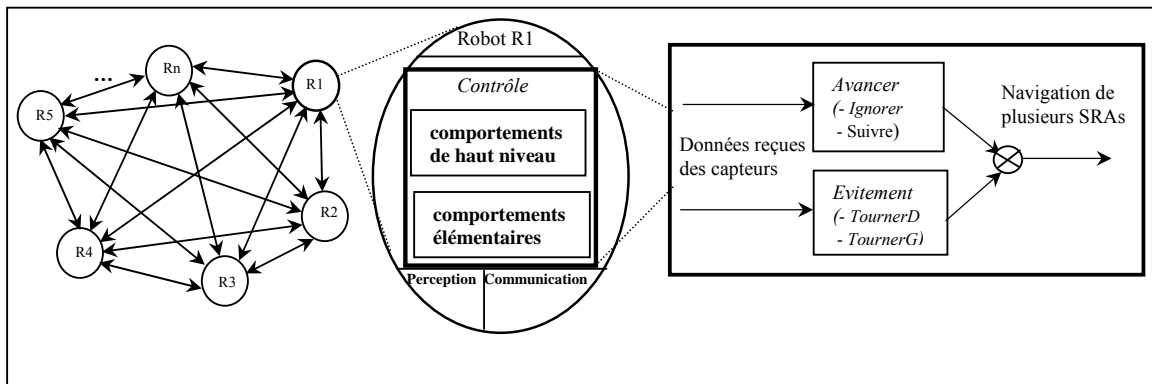 ...
Rn
R1
R5
R2
R4
R3
Robot R1
Contrôle
comportements
de haut niveau
comportements
élémentaires
Perception
Communication
Données reçues
des capteurs
Avancer
(- Ignorer
- Suivre)
Evitement
(- TournerD
- TournerG)
Navigation de
plusieurs SRAs